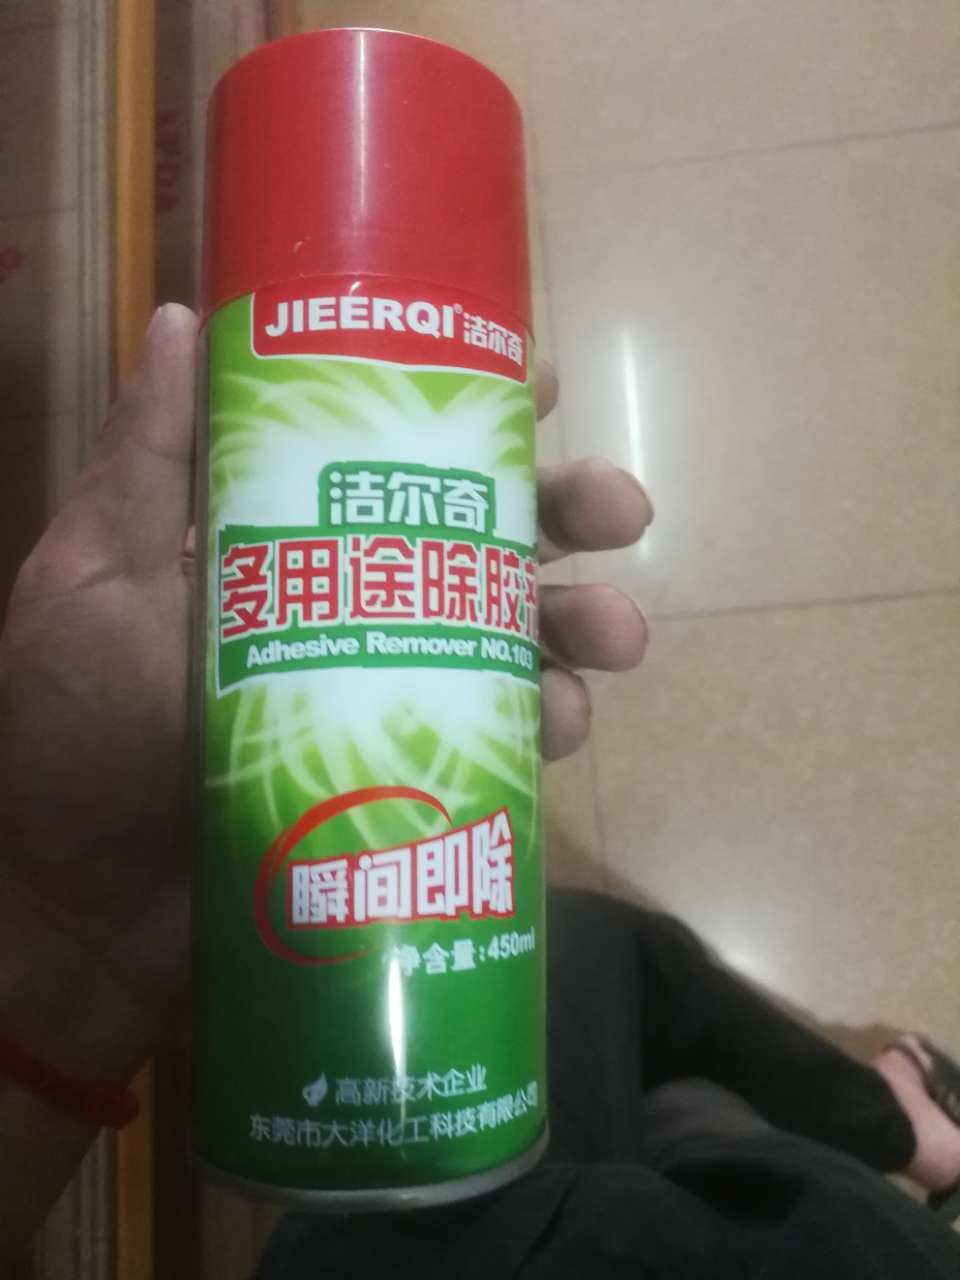 JIEERQI® 洁尔奇
洁尔奇
多用途除胶剂
Adhesive Remover NO.103
瞬间即除
净含量:450ml
高新技术企业
东莞市大洋化工科技有限公司